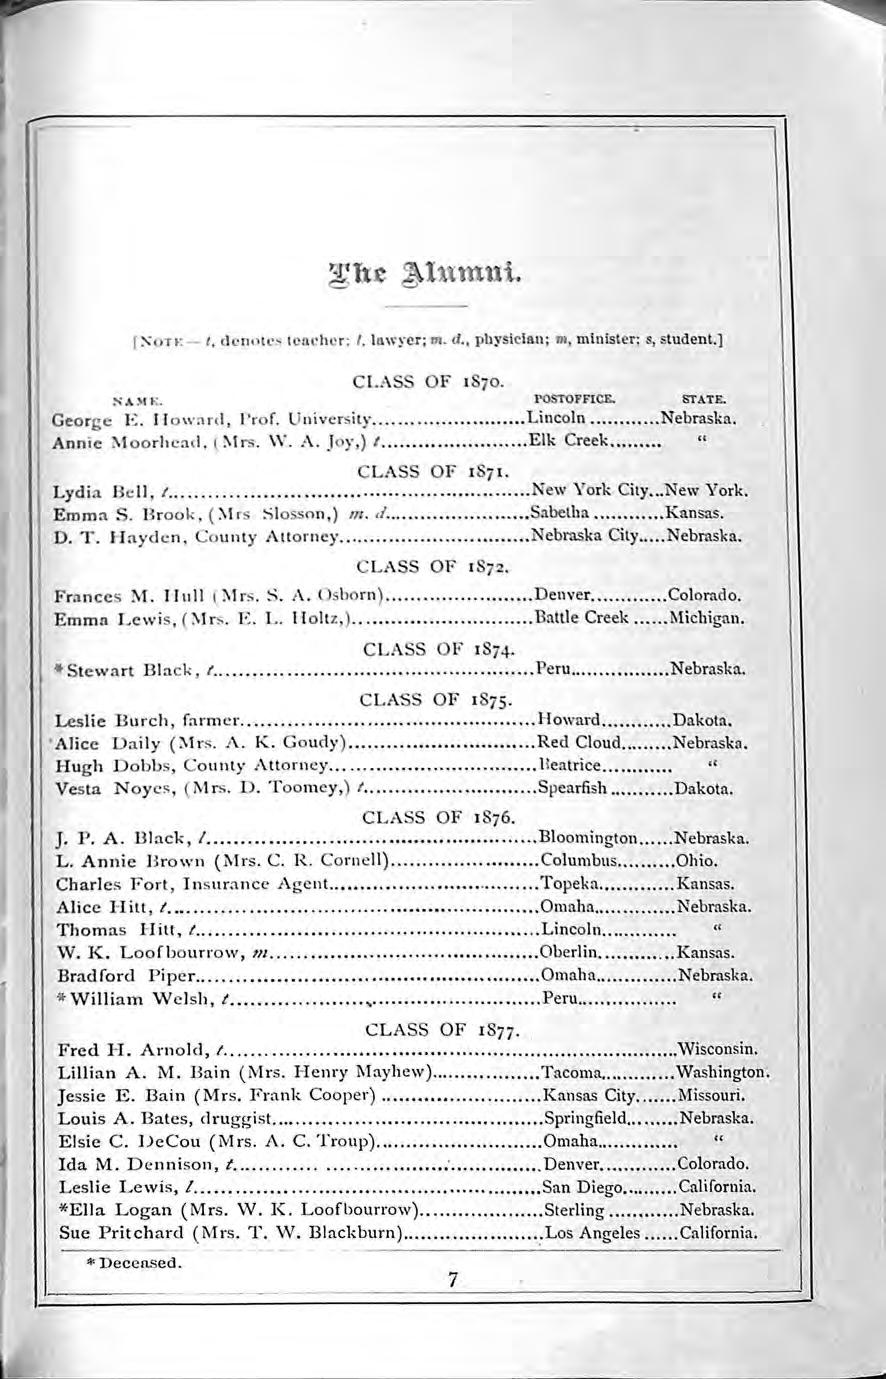 The Alumni.
[NOTE — t, denotes teacher; l, lawyer; m. d., physician; m, minister; s, student.]
CLASS OF 1870.
NAME. POSTOFFICE. STATE.
George E. Howard, Prof. University........................Lincoln............Nebraska.
Annie Moorhead, (Mrs. W. A. Joy,) t........................Elk Creek......... “
CLASS OF 1871.
Lydia Bell, t........................New York City...New York.
Emma S. Brook, (Mrs Slosson,) m. d........................Sabetha............Kansas.
D. T. Hayden, County Attorney........................Nebraska City.....Nebraska.
CLASS OF 1872.
Frances M. Hull (Mrs. S. A. Osborn)........................Denver.............Colorado.
Emma Lewis, (Mrs. E. L. Holtz,)........................Battle Creek......Michigan.
CLASS OF 1874.
*Stewart Black, t........................Peru.................Nebraska.
CLASS OF 1875.
Leslie Burch, farmer........................Howard............Dakota.
Alice Daily (Mrs. A. K. Goudy)........................Red Cloud.........Nebraska.
Hugh Dobbs, County Attorney........................Beatrice............ “
Vesta Noyes, (Mrs. D. Toomey,) t........................Spearfish...........Dakota.
CLASS OF 1876.
J. P. A. Black, l........................Bloomington......Nebraska.
L. Annie Brown (Mrs. C. R. Cornell)........................Columbus..........Ohio.
Charles Fort, Insurance Agent........................Topeka.............Kansas.
Alice Hitt, t........................Omaha..............Nebraska.
Thomas Hitt, t........................Lincoln............. “
W. K. Loofbourrow, m........................Oberlin.............Kansas.
Bradford Piper........................Omaha..............Nebraska.
*William Welsh, t........................Peru................. “
CLASS OF 1877.
Fred H. Arnold, t........................Wisconsin.
Lillian A. M. Bain (Mrs. Henry Mayhew)..................Tacoma............Washington.
Jessie E. Bain (Mrs. Frank Cooper)........................Kansas City.......Missouri.
Louis A. Bates, druggist........................Springfield.........Nebraska.
Elsie C. DeCou (Mrs. A. C. Troup)........................Omaha.............. “
Ida M. Dennison, t........................Denver.............Colorado.
Leslie Lewis, l........................San Diego..........California.
*Ella Logan (Mrs. W. K. Loofbourrow)....................Sterling............Nebraska.
Sue Pritchard (Mrs. T. W. Blackburn)........................Los Angeles......California.
*Deceased.
7